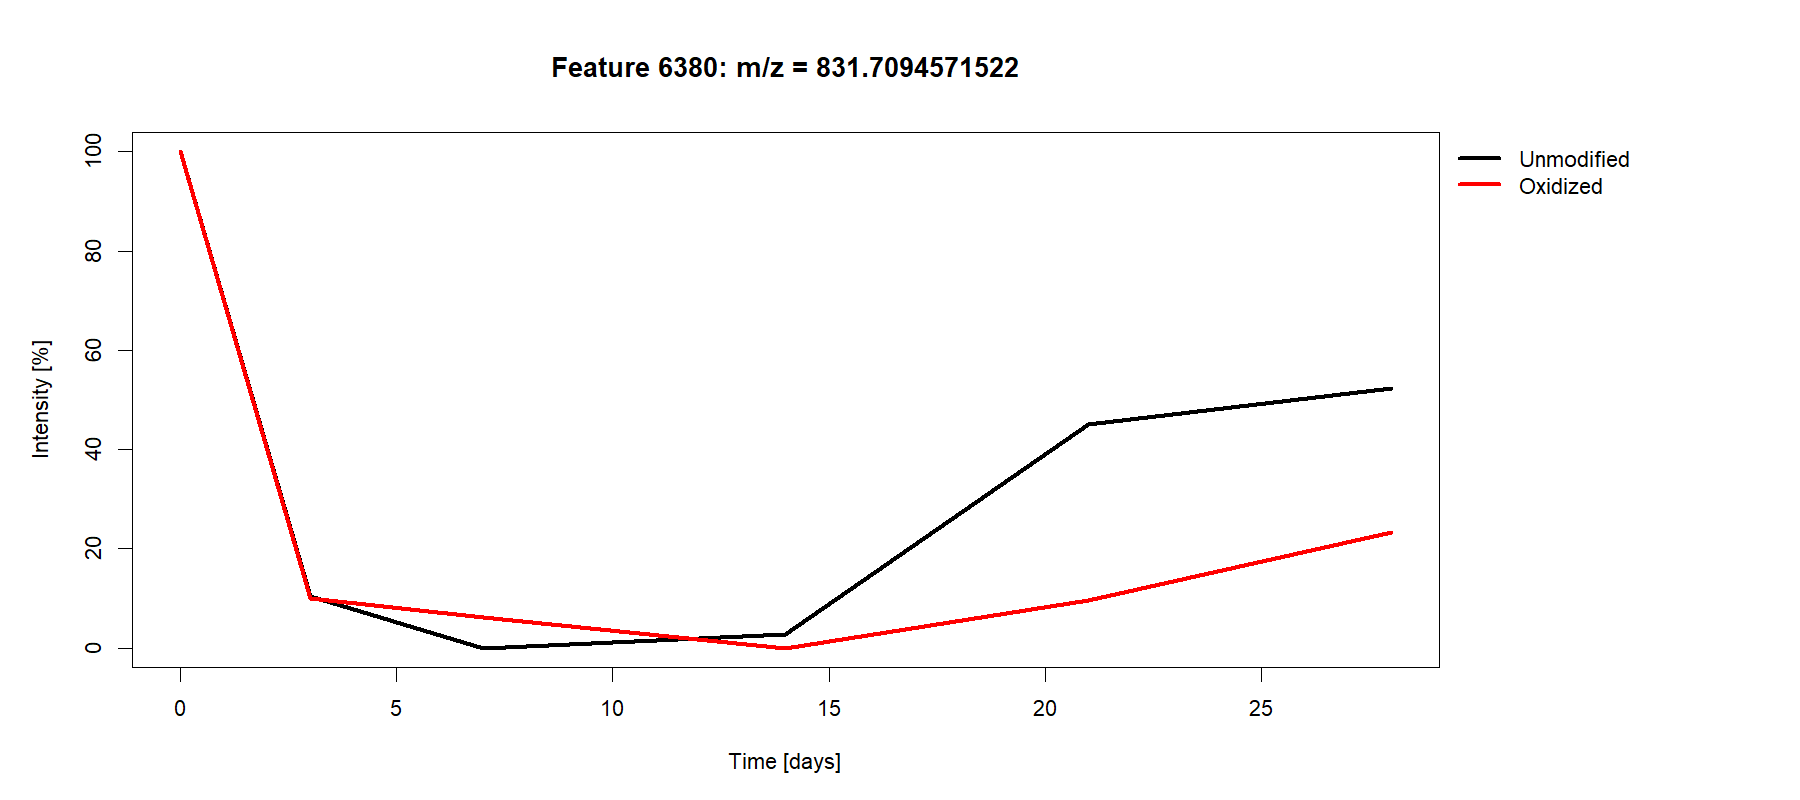 Feature 6380: m/z = 831.7094571522
Unmodified
Oxidized
Intensity [%]
100
80
60
40
20
0
0 5 10 15 20 25
Time [days]